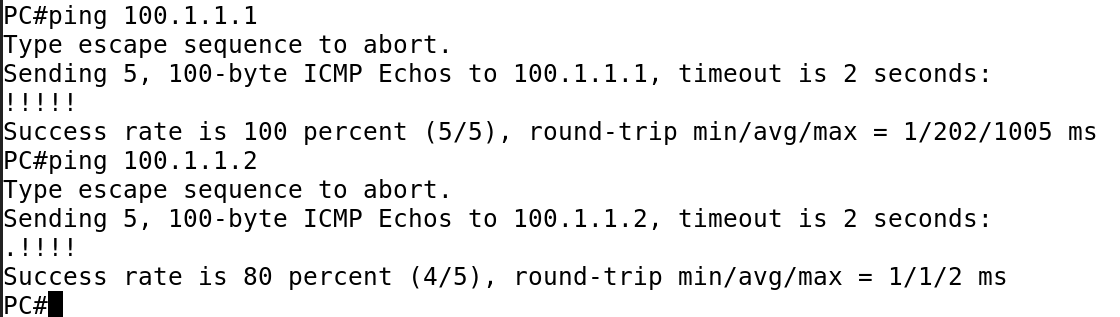 PC#ping 100.1.1.1
Type escape sequence to abort.
Sending 5, 100-byte ICMP Echos to 100.1.1.1, timeout is 2 seconds:
!!!!!
Success rate is 100 percent (5/5), round-trip min/avg/max = 1/202/1005 ms
PC#ping 100.1.1.2
Type escape sequence to abort.
Sending 5, 100-byte ICMP Echos to 100.1.1.2, timeout is 2 seconds:
.!!!!
Success rate is 80 percent (4/5), round-trip min/avg/max = 1/1/2 ms
PC#